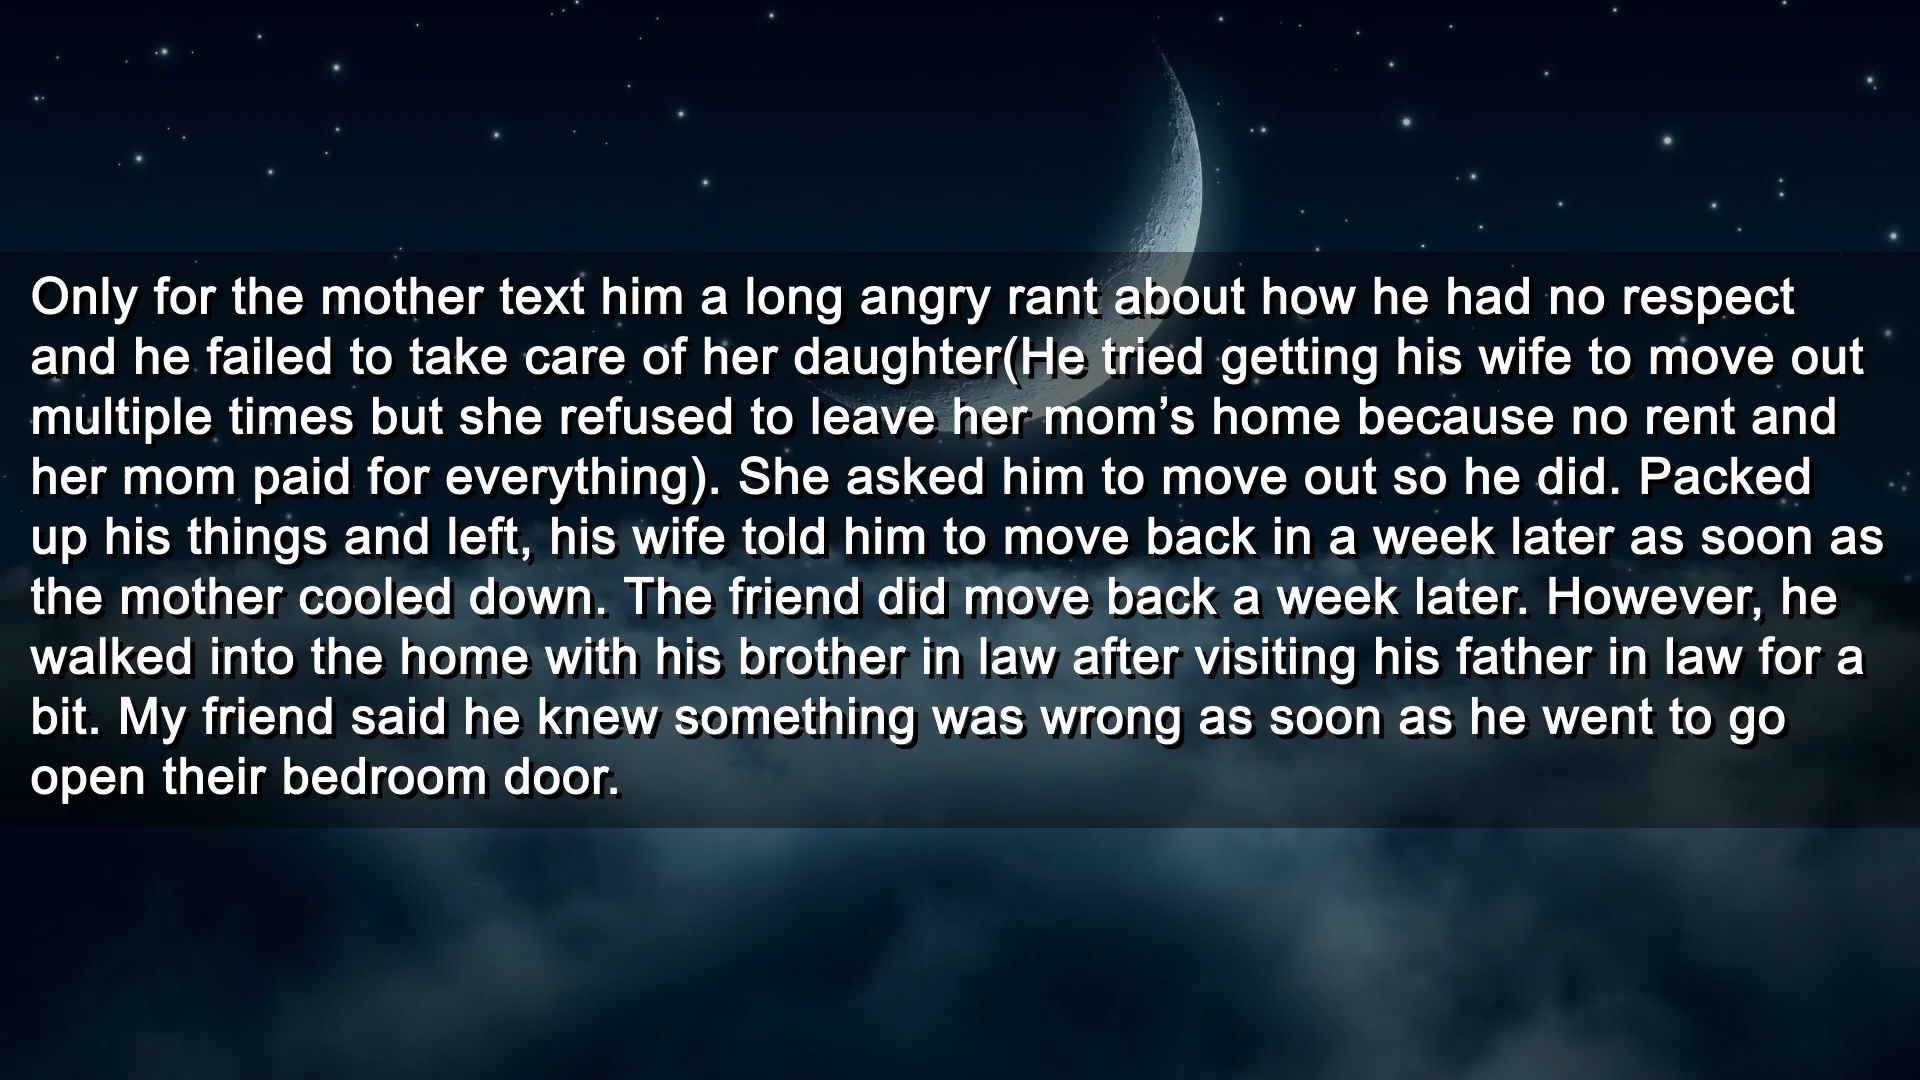 Only for the mother text him a long angry rant about how he had no respect
and he failed to take care of her daughter(He tried getting his wife to move out
multiple times but she refused to leave her mom’s home because no rent and
her mom paid for everything). She asked him to move out so he did. Packed
up his things and left, his wife told him to move back in a week later as soon as
the mother cooled down. The friend did move back a week later. However, he
walked into the home with his brother in law after visiting his father in law for a
bit. My friend said he knew something was wrong as soon as he went to go
open their bedroom door.